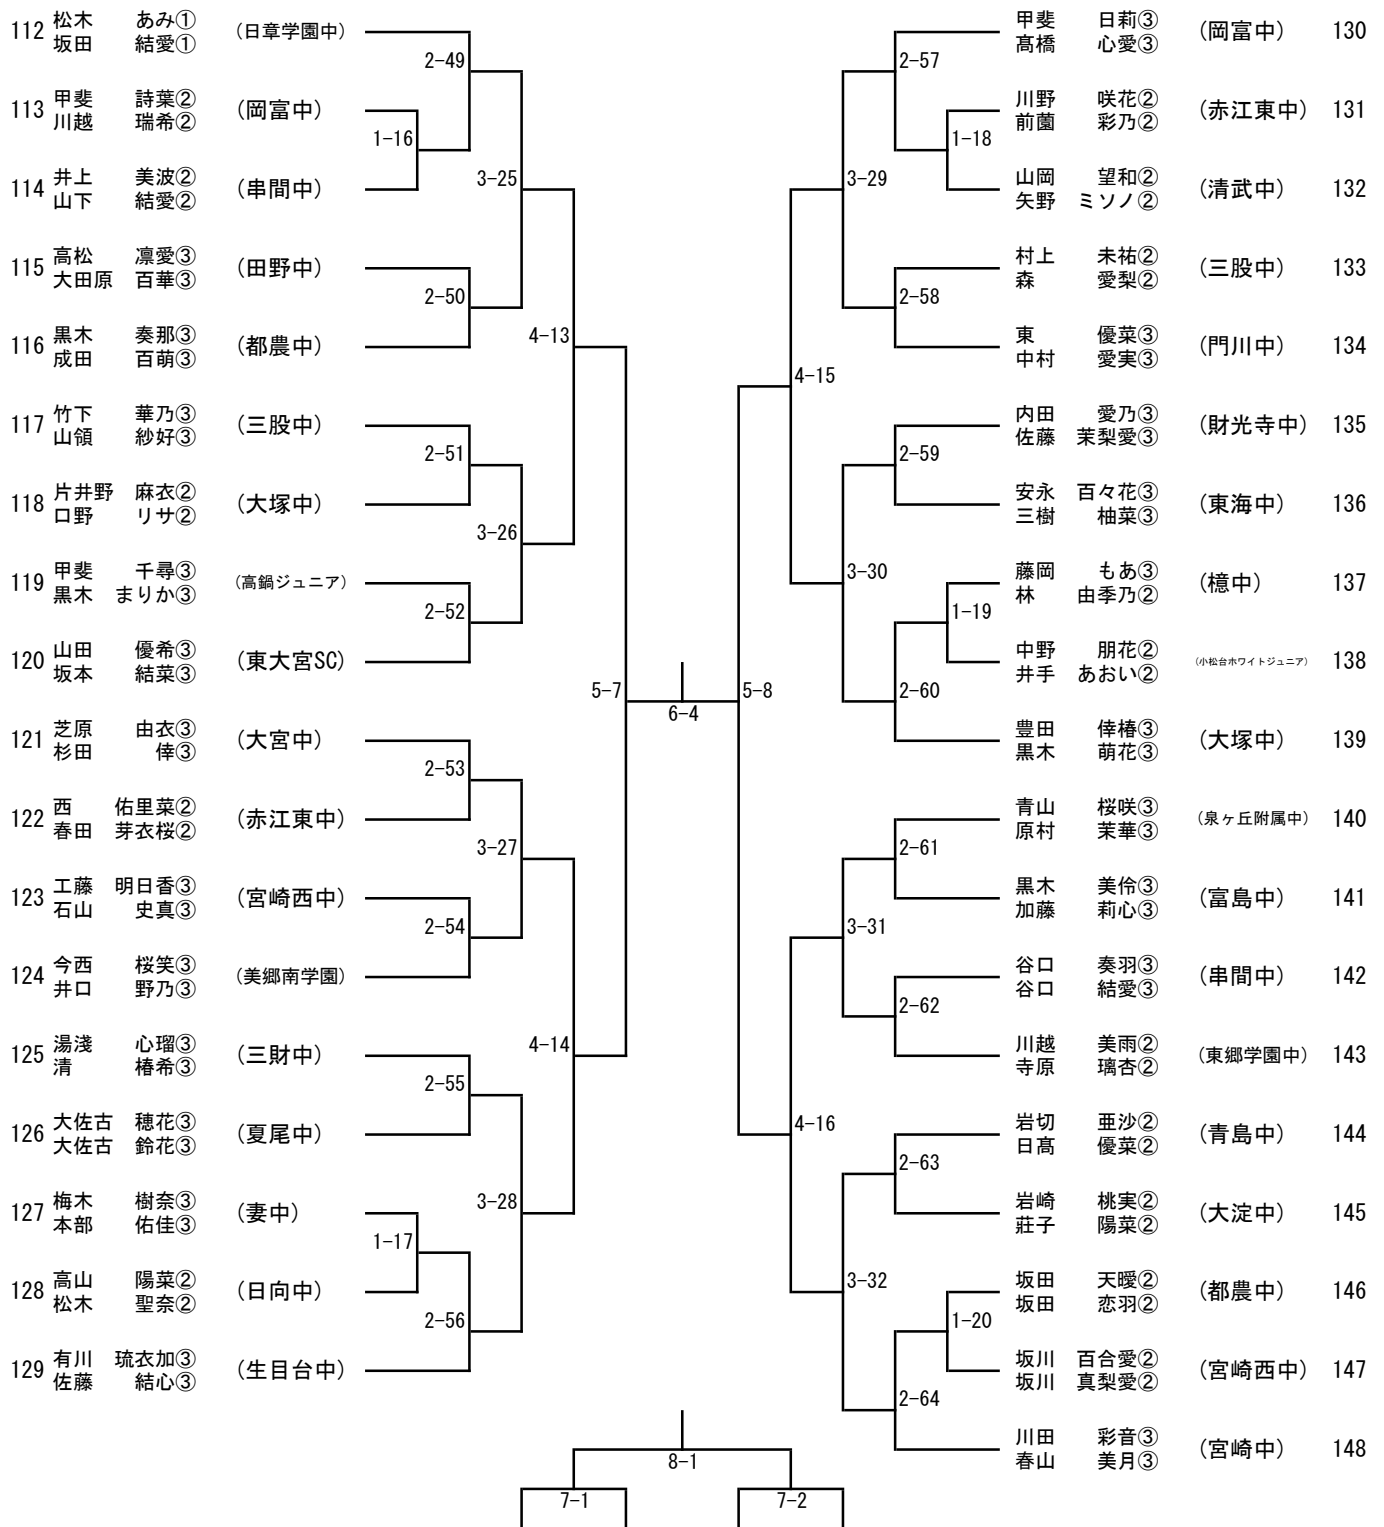 112 松木 あみ① (日章学園中)
坂田 結愛①
2-49
113 甲斐 詩葉② (岡富中)
川越 瑞希②
1-16
114 井上 美波② (串間中)
山下 結愛②
3-25
115 高松 凛愛③ (田野中)
大田原 百華③
2-50
116 黒木 奏那③ (都農中)
成田 百萌③
4-13
117 竹下 華乃③ (三股中)
山領 紗好③
2-51
118 片井野 麻衣② (大塚中)
口野 リサ②
3-26
119 甲斐 千尋③ (高鍋ジュニア)
黒木 まりか③
2-52
120 山田 優希③ (東大宮SC)
坂本 結菜③
5-7
121 芝原 由衣③ (大宮中)
杉田 倖③
2-53
122 西 佑里菜② (赤江東中)
春田 芽衣桜②
3-27
123 工藤 明日香③ (宮崎西中)
石山 史真③
2-54
124 今西 桜笑③ (美郷南学園)
井口 野乃③
4-14
125 湯淺 心瑠③ (三財中)
清 椿希③
2-55
126 大佐古 穂花③ (夏尾中)
大佐古 鈴花③
3-28
127 梅木 樹奈③ (妻中)
本部 佑佳③
1-17
128 高山 陽菜② (日向中)
松木 聖奈②
2-56
129 有川 琉衣加③ (生目台中)
佐藤 結心③
6-4
甲斐 日莉③ (岡富中) 130
髙橋 心愛③
2-57
川野 咲花② (赤江東中) 131
前薗 彩乃②
1-18
山岡 望和② (清武中) 132
矢野 ミソノ②
3-29
村上 未祐② (三股中) 133
森 愛梨②
2-58
東 優菜③ (門川中) 134
中村 愛実③
4-15
内田 愛乃③ (財光寺中) 135
佐藤 茉梨愛③
2-59
安永 百々花③ (東海中) 136
三樹 柚菜③
3-30
藤岡 もあ③ (檍中) 137
林 由季乃②
1-19
中野 朋花② (小松台ホワイトジュニア) 138
井手 あおい②
2-60
5-8
豊田 倖椿③ (大塚中) 139
黒木 萌花③
青山 桜咲③ (泉ヶ丘附属中) 140
原村 茉華③
2-61
黒木 美伶③ (富島中) 141
加藤 莉心③
3-31
谷口 奏羽③ (串間中) 142
谷口 結愛③
2-62
川越 美雨② (東郷学園中) 143
寺原 璃杏②
4-16
岩切 亜沙② (青島中) 144
日髙 優菜②
2-63
岩崎 桃実② (大淀中) 145
莊子 陽菜②
3-32
坂田 天曖② (都農中) 146
坂田 恋羽②
1-20
坂川 百合愛② (宮崎西中) 147
坂川 真梨愛②
2-64
川田 彩音③ (宮崎中) 148
春山 美月③
8-1
7-1 7-2